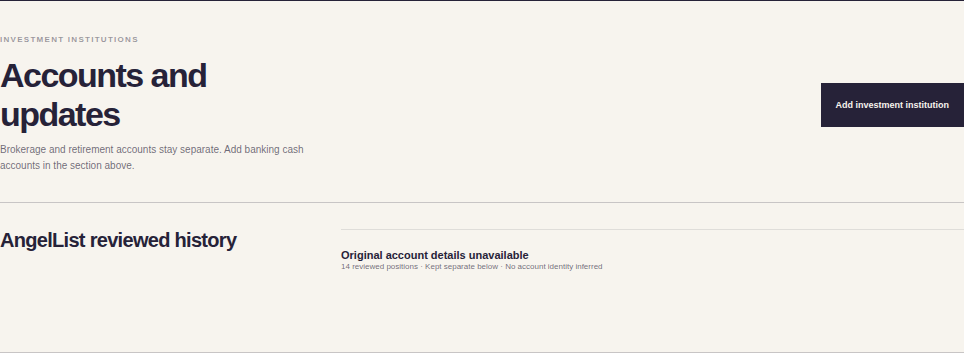 INVESTMENT INSTITUTIONS
Accounts and
updates
Brokerage and retirement accounts stay separate. Add banking cash
accounts in the section above.
Add investment institution
AngelList reviewed history
Original account details unavailable
14 reviewed positions · Kept separate below · No account identity inferred